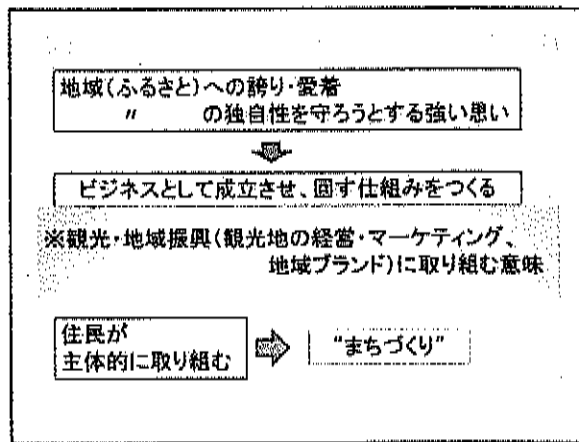 地域(ふるさと)への誇り・愛着
〃 の独自性を守ろうとする強い思い
ビジネスとして成立させ、回す仕組みをつくる
※観光・地域振興(観光地の経営・マーケティング、
地域ブランド)に取り組む意味
住民が
主体的に取り組む
"まちづくり"